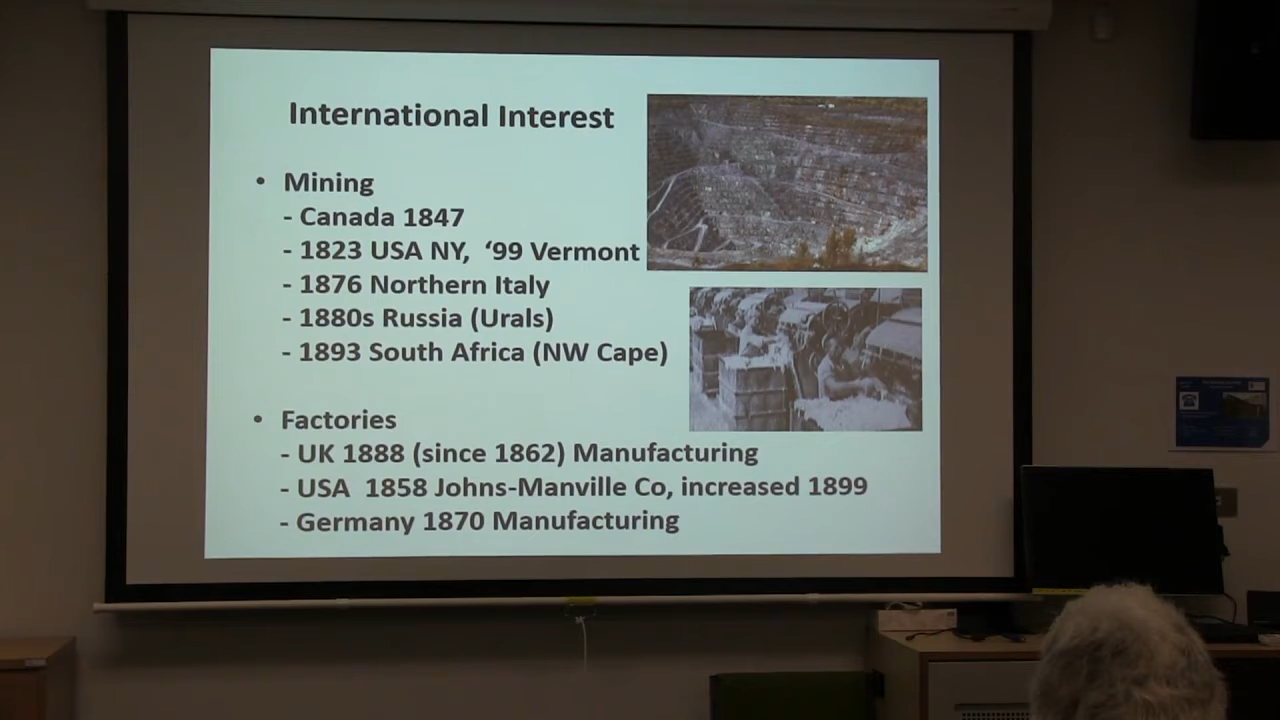 International Interest
• Mining
- Canada 1847
- 1823 USA NY, ‘99 Vermont
- 1876 Northern Italy
- 1880s Russia (Urals)
- 1893 South Africa (NW Cape)
• Factories
- UK 1888 (since 1862) Manufacturing
- USA 1858 Johns-Manville Co, increased 1899
- Germany 1870 Manufacturing